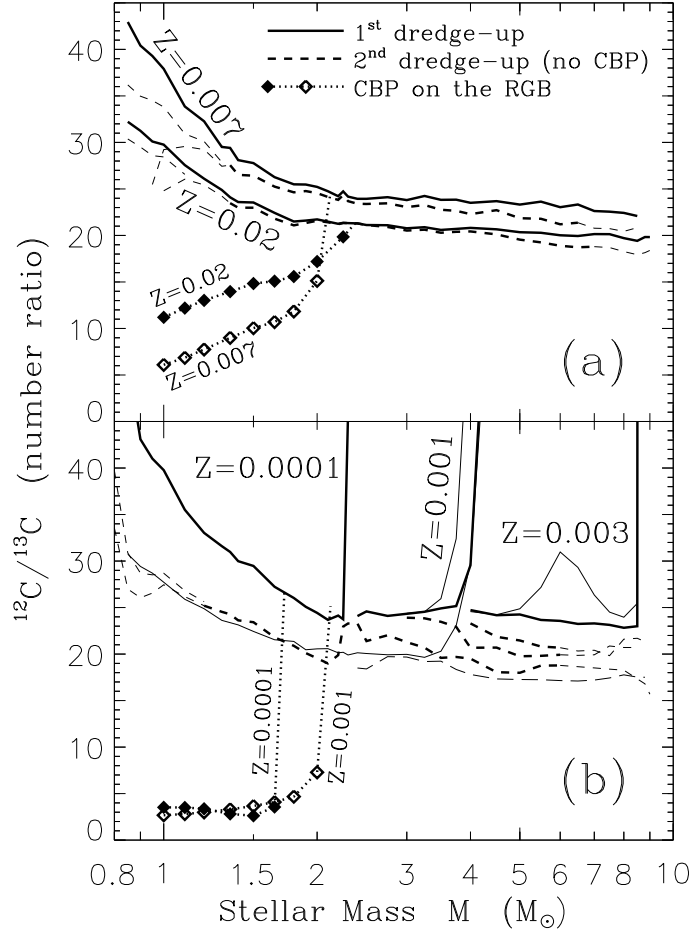 1st dredge-up
2nd dredge-up (no CBP)
CBP on the RGB
Z=0.007
Z=0.02
Z=0.02
Z=0.007
(a)
40
30
20
10
0
12C/13C (number ratio)
Z=0.0001
Z=0.001
Z=0.003
Z=0.0001
Z=0.001
(b)
40
30
20
10
0
0.8 1 1.5 2 3 4 5 6 7 8 10
Stellar Mass M (M⊙)